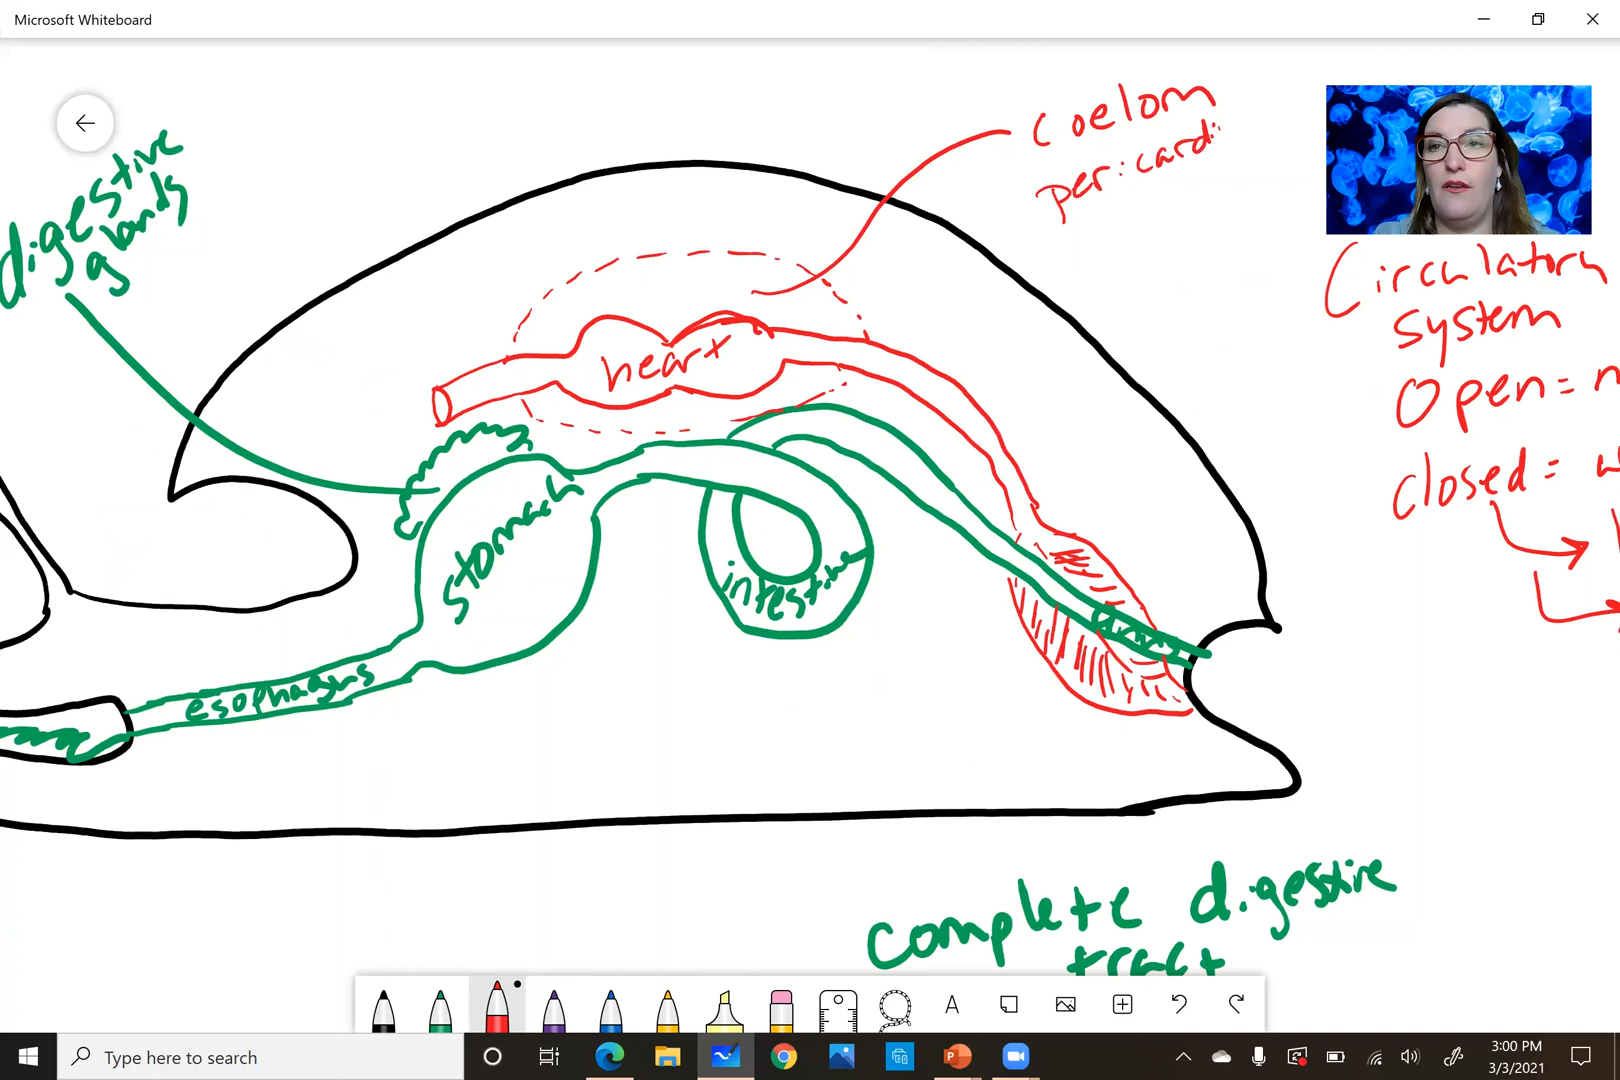 Microsoft Whiteboard
coelom
pericardi
digestive
glands
Circulatory
system
open =
closed =
heart
stomach
intestine
anus
esophagus
complete digestive
tract
A
Type here to search
3:00 PM
3/3/2021